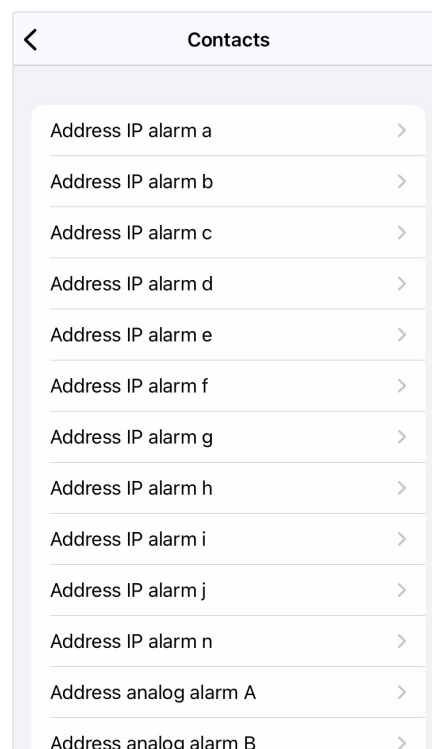 Contacts
Address IP alarm a
Address IP alarm b
Address IP alarm c
Address IP alarm d
Address IP alarm e
Address IP alarm f
Address IP alarm g
Address IP alarm h
Address IP alarm i
Address IP alarm j
Address IP alarm n
Address analog alarm A
Address analog alarm B